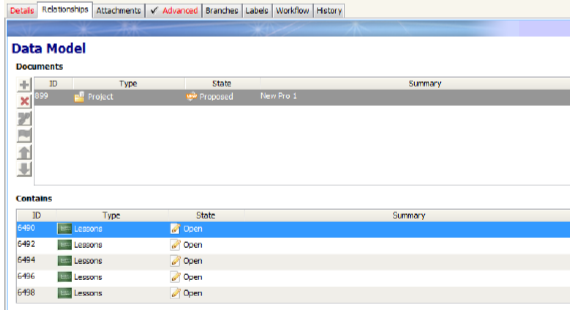 Details Relationships Attachments Advanced Branches Labels Workflow History
Data Model
Documents
ID Type State Summary
899 Project Proposed New Pro 1
Contains
ID Type State Summary
6490 Lessons Open
6492 Lessons Open
6494 Lessons Open
6496 Lessons Open
6498 Lessons Open